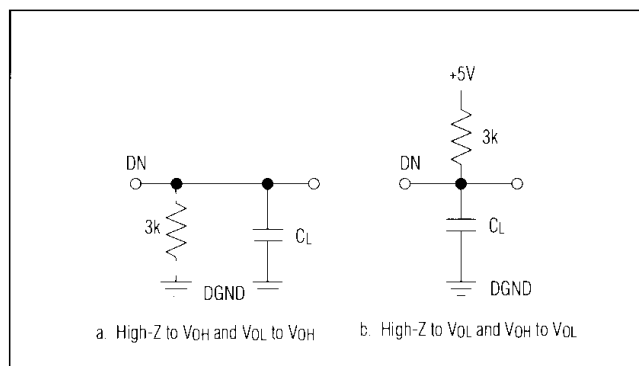 +5V
3k
DN
DN
3k
CL
CL
DGND
DGND
a. High-Z to VOH and VOL to VOH
b. High-Z to VOL and VOH to VOL